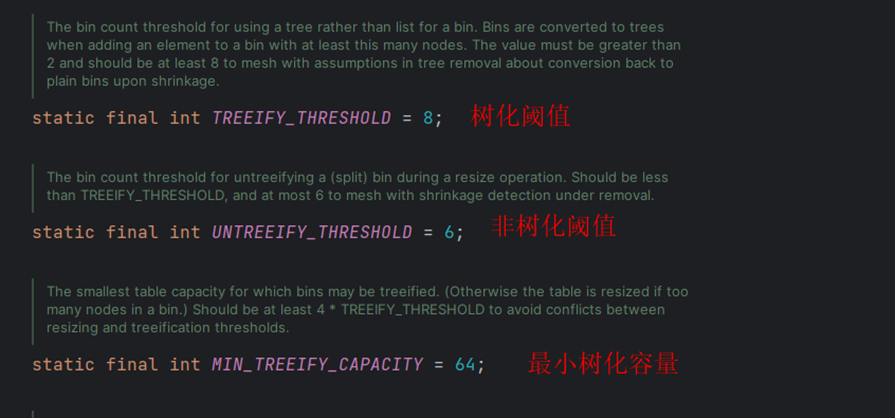 The bin count threshold for using a tree rather than list for a bin. Bins are converted to trees
when adding an element to a bin with at least this many nodes. The value must be greater than
2 and should be at least 8 to mesh with assumptions in tree removal about conversion back to
plain bins upon shrinkage.
static final int TREEIFY_THRESHOLD = 8; 树化阈值
The bin count threshold for untreeifying a (split) bin during a resize operation. Should be less
than TREEIFY_THRESHOLD, and at most 6 to mesh with shrinkage detection under removal.
static final int UNTREEIFY_THRESHOLD = 6; 非树化阈值
The smallest table capacity for which bins may be treeified. (Otherwise the table is resized if too
many nodes in a bin.) Should be at least 4 * TREEIFY_THRESHOLD to avoid conflicts between
resizing and treeification thresholds.
static final int MIN_TREEIFY_CAPACITY = 64; 最小树化容量